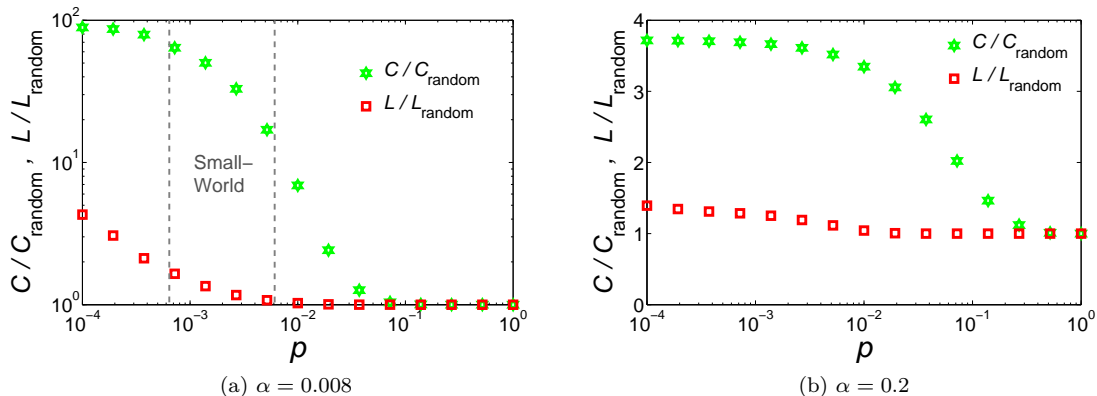 10^2
10^1
10^0
C / C_random , L / L_random
C / C_random
L / L_random
Small–
World
10^−4
10^−3
10^−2
10^−1
10^0
p
(a) α = 0.008
4
3
2
1
0
C / C_random , L / L_random
C / C_random
L / L_random
10^−4
10^−3
10^−2
10^−1
10^0
p
(b) α = 0.2